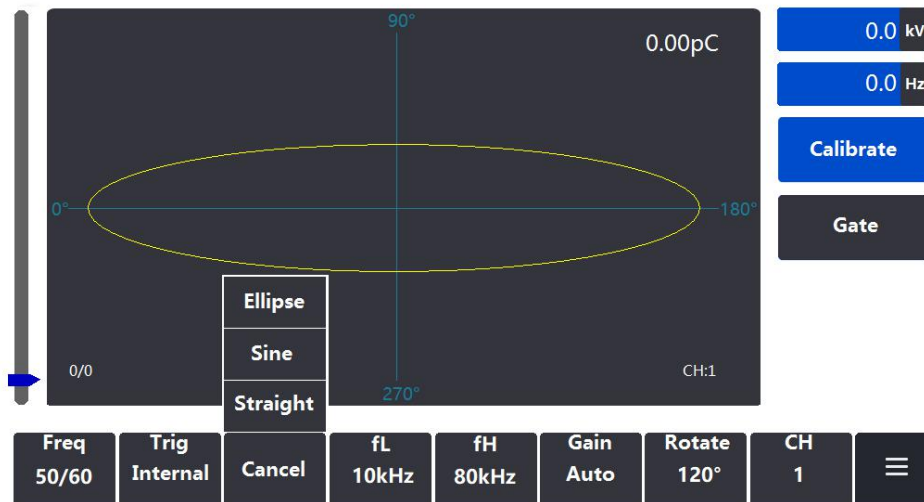 90°
0.00pC
0.0 kV
0.0 Hz
Calibrate
0°
180°
Gate
Ellipse
Sine
0/0
CH:1
Straight
270°
Freq
50/60
Trig
Internal
Cancel
fL
10kHz
fH
80kHz
Gain
Auto
Rotate
120°
CH
1